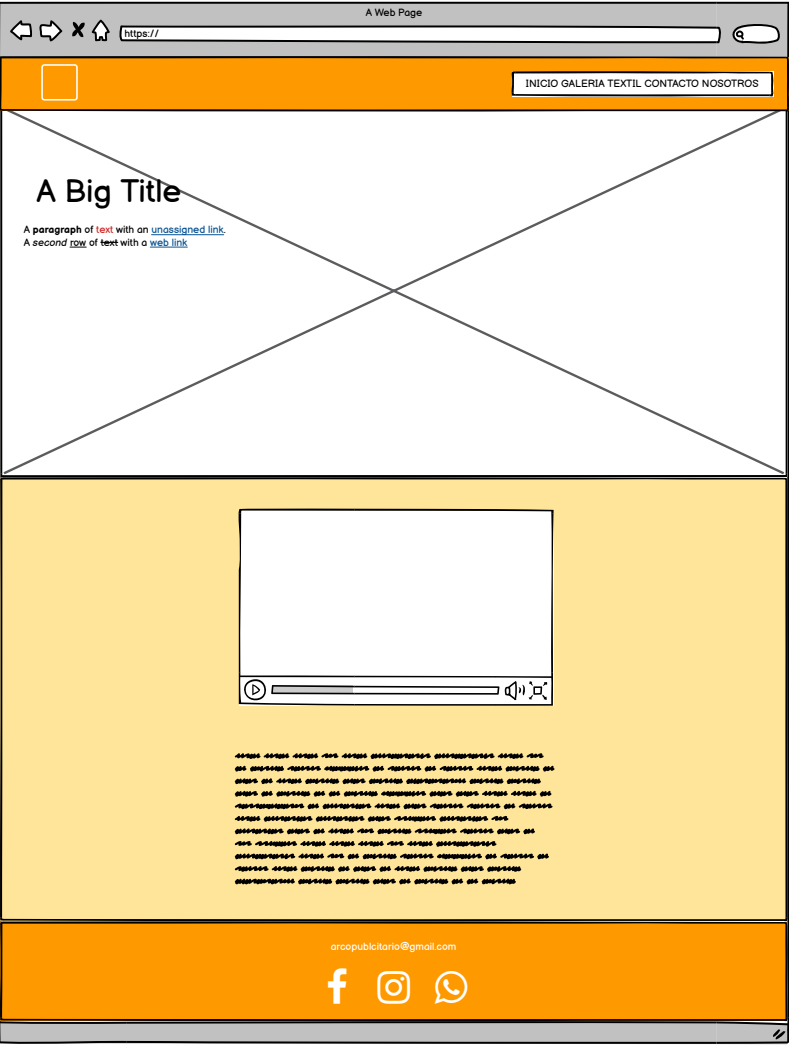 A Web Page
https://
INICIO GALERIA TEXTIL CONTACTO NOSOTROS
A Big Title
A paragraph of text with an unassigned link.
A second row of text with a web link
arcopublcitario@gmail.com